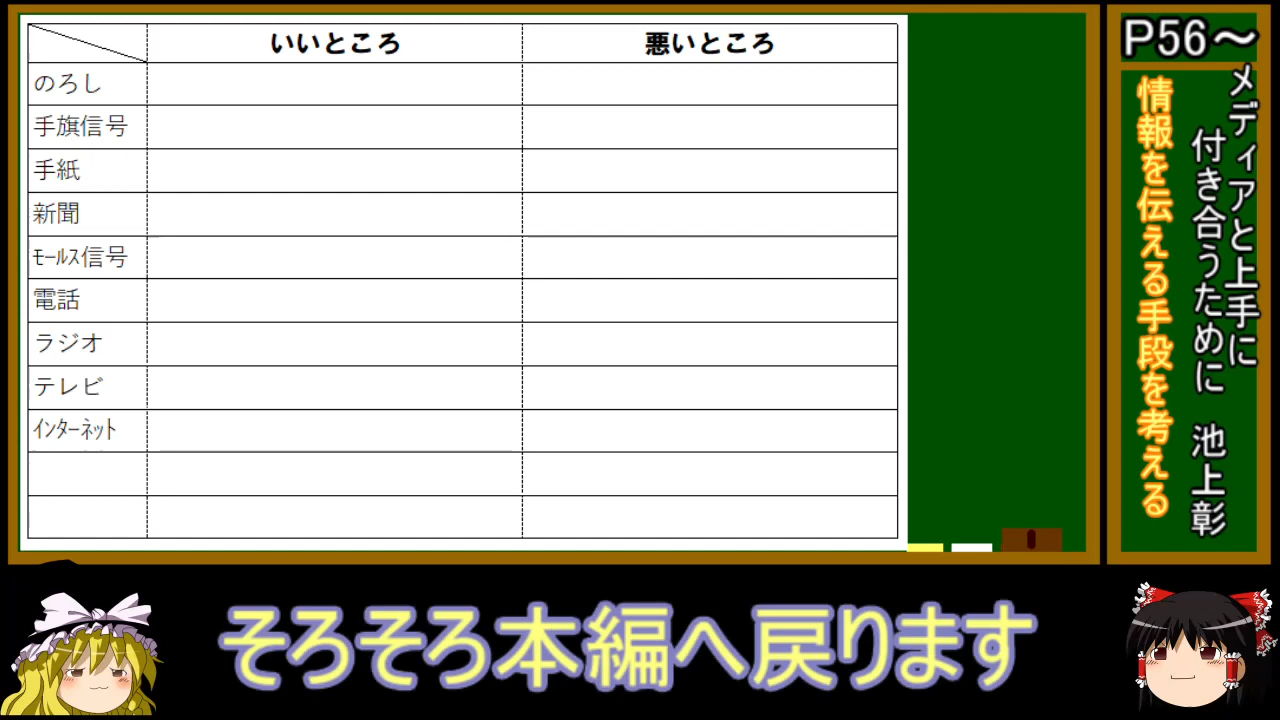 いいところ
悪いところ
のろし
手旗信号
手紙
新聞
ﾓｰﾙｽ信号
電話
ラジオ
テレビ
ｲﾝﾀｰﾈｯﾄ
P56～
メディアと上手に
付き合うために 池上彰
情報を伝える手段を考える
そろそろ本編へ戻ります